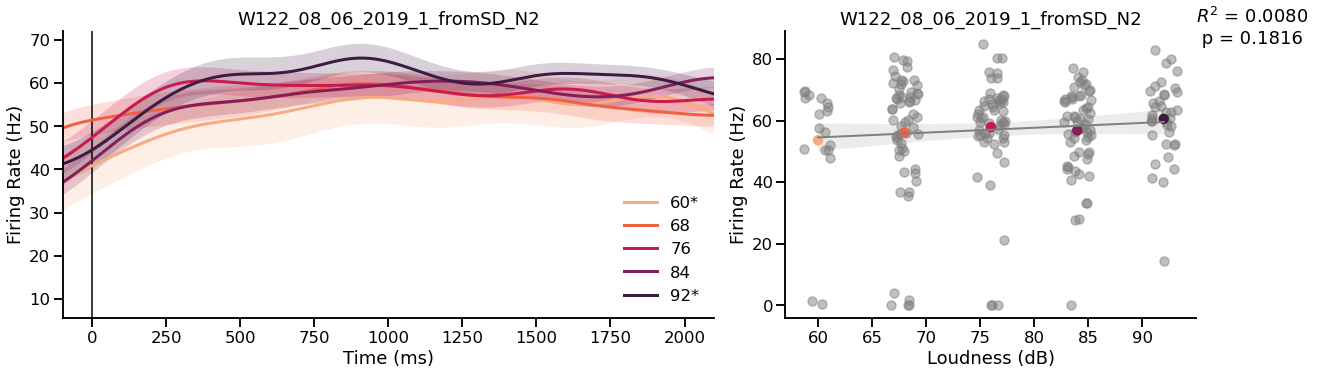 W122_08_06_2019_1_fromSD_N2
70
60
50
40
30
20
10
Firing Rate (Hz)
0 250 500 750 1000 1250 1500 1750 2000
Time (ms)
60*
68
76
84
92*
W122_08_06_2019_1_fromSD_N2
R² = 0.0080
p = 0.1816
80
60
40
20
0
Firing Rate (Hz)
60 65 70 75 80 85 90
Loudness (dB)